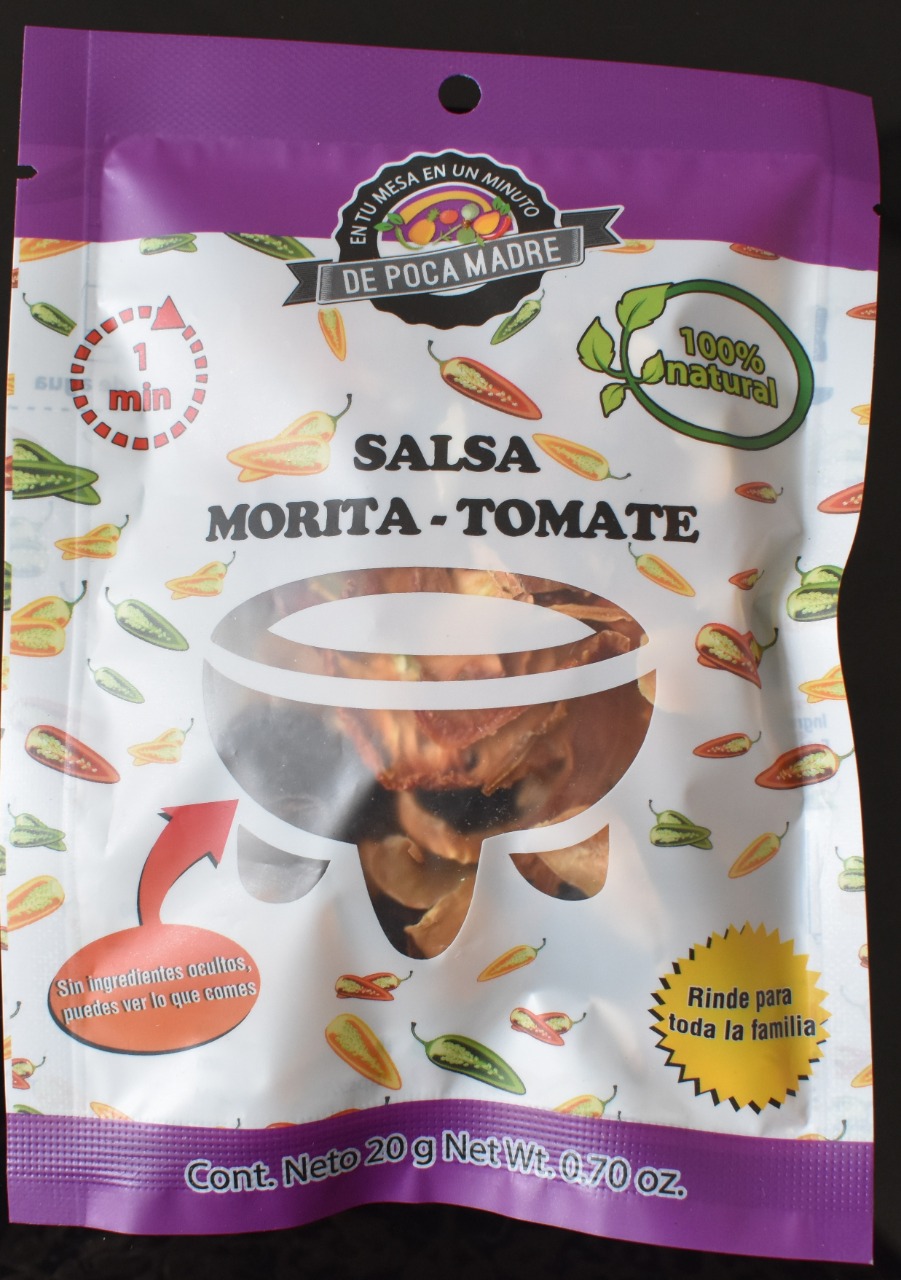 EN TU MESA EN UN MINUTO
DE POCA MADRE
1
min
100%
natural
SALSA
MORITA - TOMATE
Sin ingredientes ocultos,
puedes ver lo que comes
Rinde para
toda la familia
Cont. Neto 20 g Net Wt. 0.70 oz.